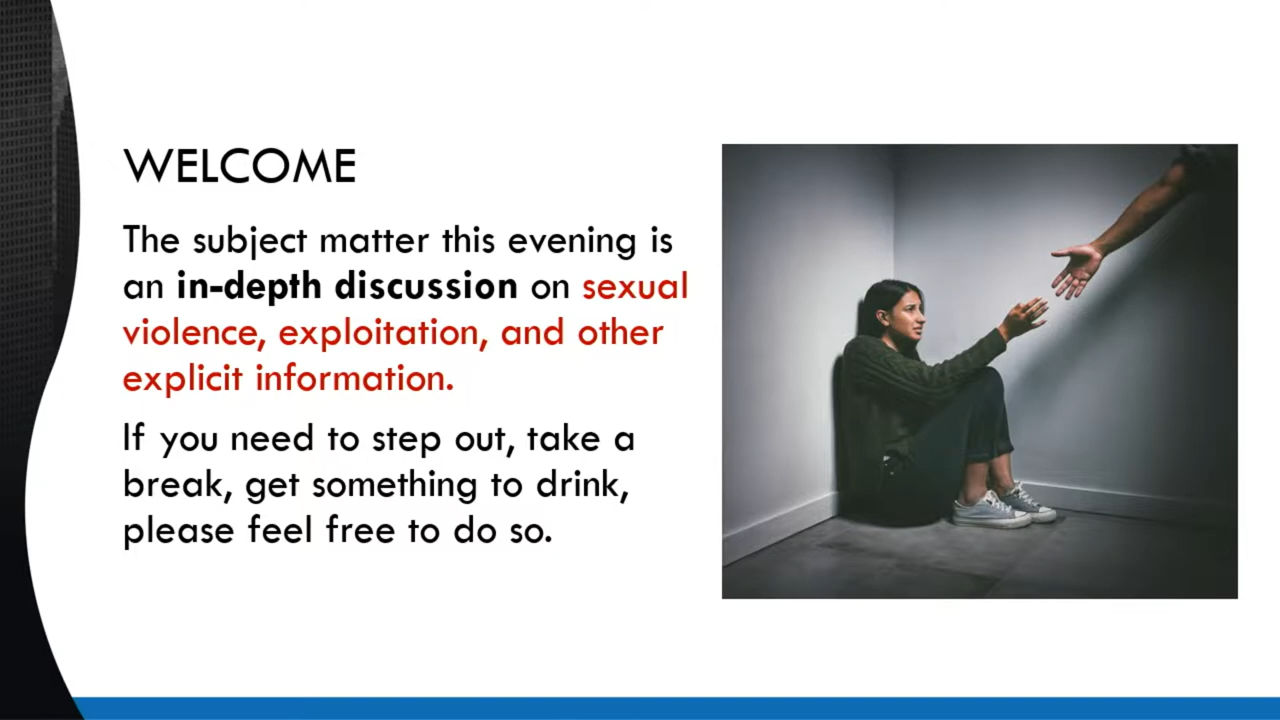 WELCOME
The subject matter this evening is
an in-depth discussion on sexual
violence, exploitation, and other
explicit information.
If you need to step out, take a
break, get something to drink,
please feel free to do so.